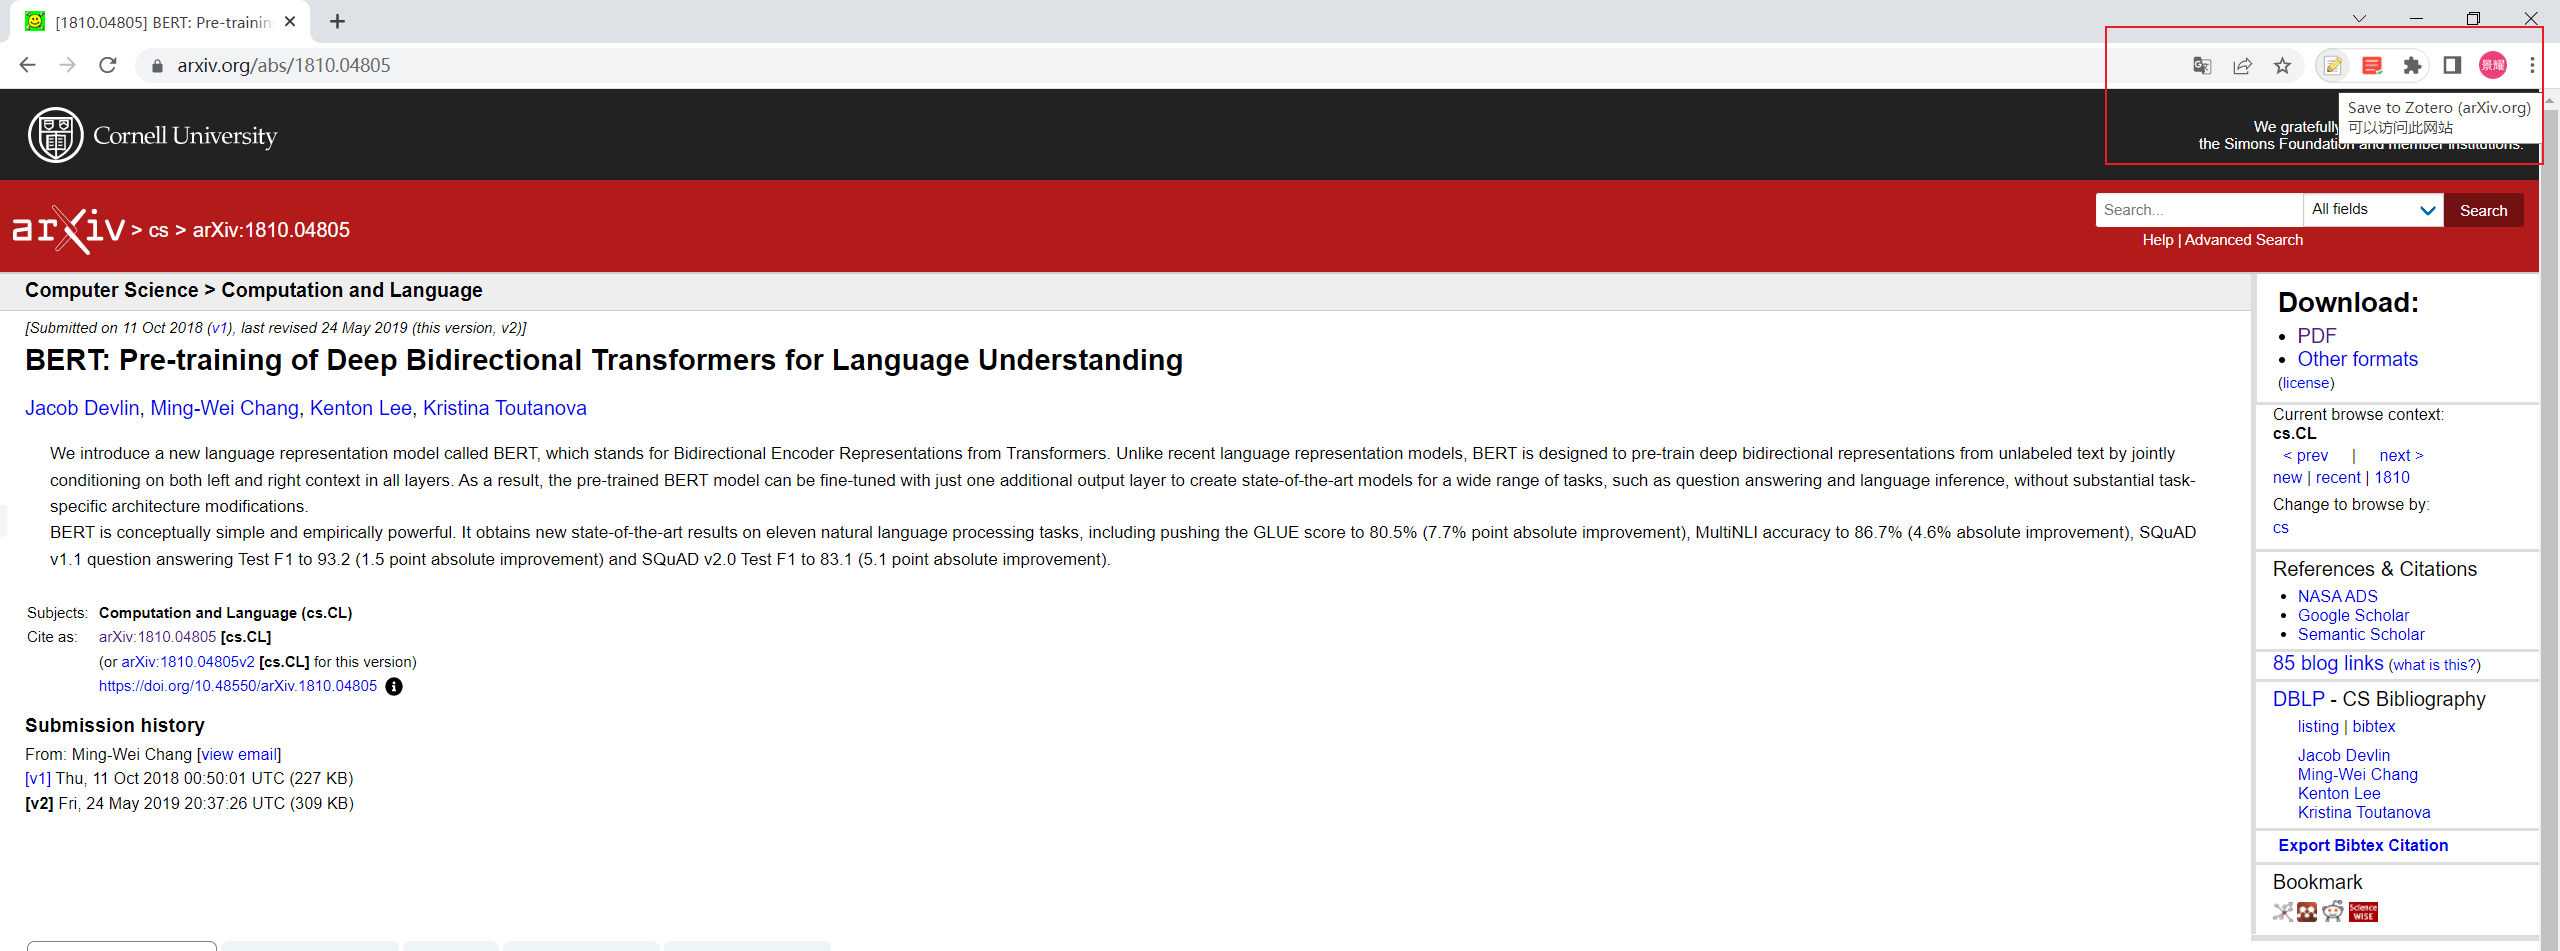 [1810.04805] BERT: Pre-trainin
arxiv.org/abs/1810.04805
景耀
Save to Zotero (arXiv.org)
可以访问此网站
Cornell University
We gratefully
the Simons Foundation and member institutions.
arXiv > cs > arXiv:1810.04805
Search...
All fields
Search
Help | Advanced Search
Computer Science > Computation and Language
[Submitted on 11 Oct 2018 (v1), last revised 24 May 2019 (this version, v2)]
BERT: Pre-training of Deep Bidirectional Transformers for Language Understanding
Jacob Devlin, Ming-Wei Chang, Kenton Lee, Kristina Toutanova
We introduce a new language representation model called BERT, which stands for Bidirectional Encoder Representations from Transformers. Unlike recent language representation models, BERT is designed to pre-train deep bidirectional representations from unlabeled text by jointly
conditioning on both left and right context in all layers. As a result, the pre-trained BERT model can be fine-tuned with just one additional output layer to create state-of-the-art models for a wide range of tasks, such as question answering and language inference, without substantial task-
specific architecture modifications.
BERT is conceptually simple and empirically powerful. It obtains new state-of-the-art results on eleven natural language processing tasks, including pushing the GLUE score to 80.5% (7.7% point absolute improvement), MultiNLI accuracy to 86.7% (4.6% absolute improvement), SQuAD
v1.1 question answering Test F1 to 93.2 (1.5 point absolute improvement) and SQuAD v2.0 Test F1 to 83.1 (5.1 point absolute improvement).
Subjects: Computation and Language (cs.CL)
Cite as: arXiv:1810.04805 [cs.CL]
(or arXiv:1810.04805v2 [cs.CL] for this version)
https://doi.org/10.48550/arXiv.1810.04805
Submission history
From: Ming-Wei Chang [view email]
[v1] Thu, 11 Oct 2018 00:50:01 UTC (227 KB)
[v2] Fri, 24 May 2019 20:37:26 UTC (309 KB)
Download:
PDF
Other formats
(license)
Current browse context:
cs.CL
< prev | next >
new | recent | 1810
Change to browse by:
cs
References & Citations
NASA ADS
Google Scholar
Semantic Scholar
85 blog links (what is this?)
DBLP - CS Bibliography
listing | bibtex
Jacob Devlin
Ming-Wei Chang
Kenton Lee
Kristina Toutanova
Export Bibtex Citation
Bookmark
Science
WISE